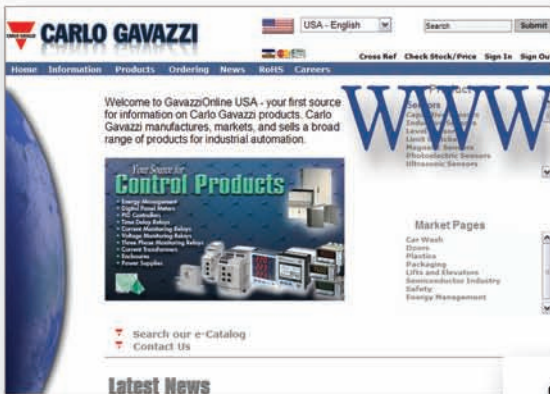 CARLO GAVAZZI
USA - English
Search
Submit
Cross Ref Check Stock/Price Sign In Sign Ou
Home Information Products Ordering News RoHS Careers
Welcome to GavazziOnline USA - your first source
for information on Carlo Gavazzi products. Carlo
Gavazzi manufactures, markets, and sells a broad
range of products for industrial automation.
Your Source for
Control Products
• Energy Management
• Digital Panel Meters
• PID Controllers
• Time Delay Relays
• Current Monitoring Relays
• Voltage Monitoring Relays
• Three Phase Monitoring Relays
• Current Transformers
• Enclosures
• Power Supplies
Search our e-Catalog
Contact Us
Latest News
WWW
Product
Sensors
Level
Limit
Magnetic Sensors
Photoelectric Sensors
Ultrasonic Sensors
Market Pages
Car Wash
Doors
Plastics
Packaging
Lifts and Elevators
Semiconductor Industry
Safety
Energy Management